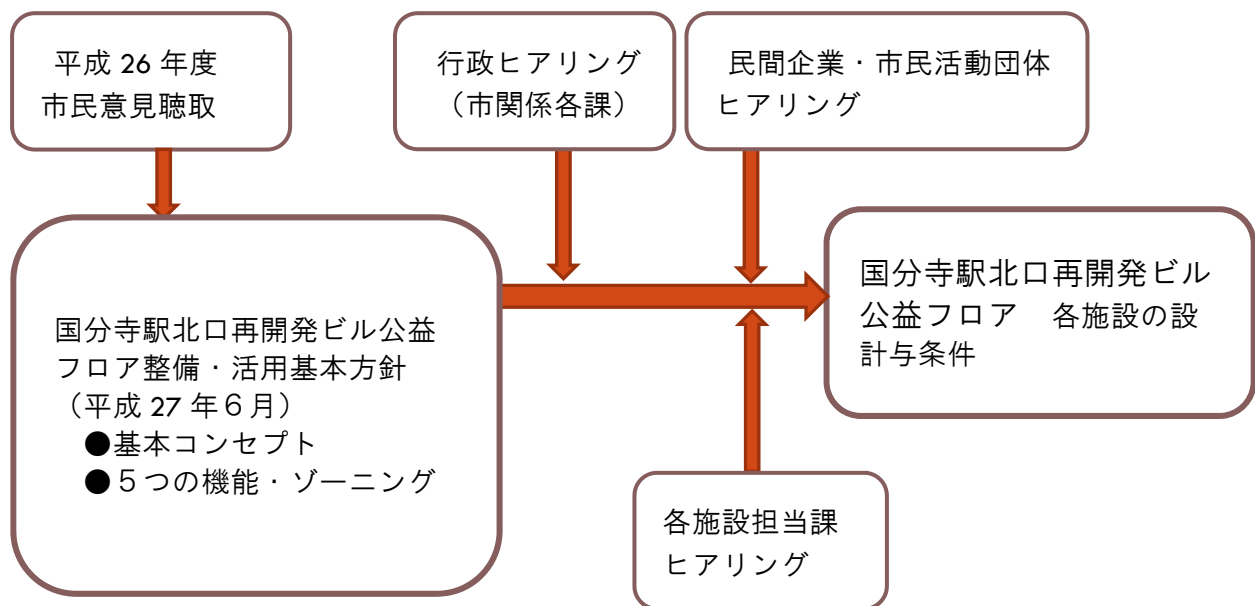 平成 26 年度
市民意見聴取
行政ヒアリング
（市関係各課）
民間企業・市民活動団体
ヒアリング
国分寺駅北口再開発ビル公益
フロア整備・活用基本方針
（平成 27 年６月）
●基本コンセプト
●５つの機能・ゾーニング
国分寺駅北口再開発ビル
公益フロア　各施設の設
計与条件
各施設担当課
ヒアリング